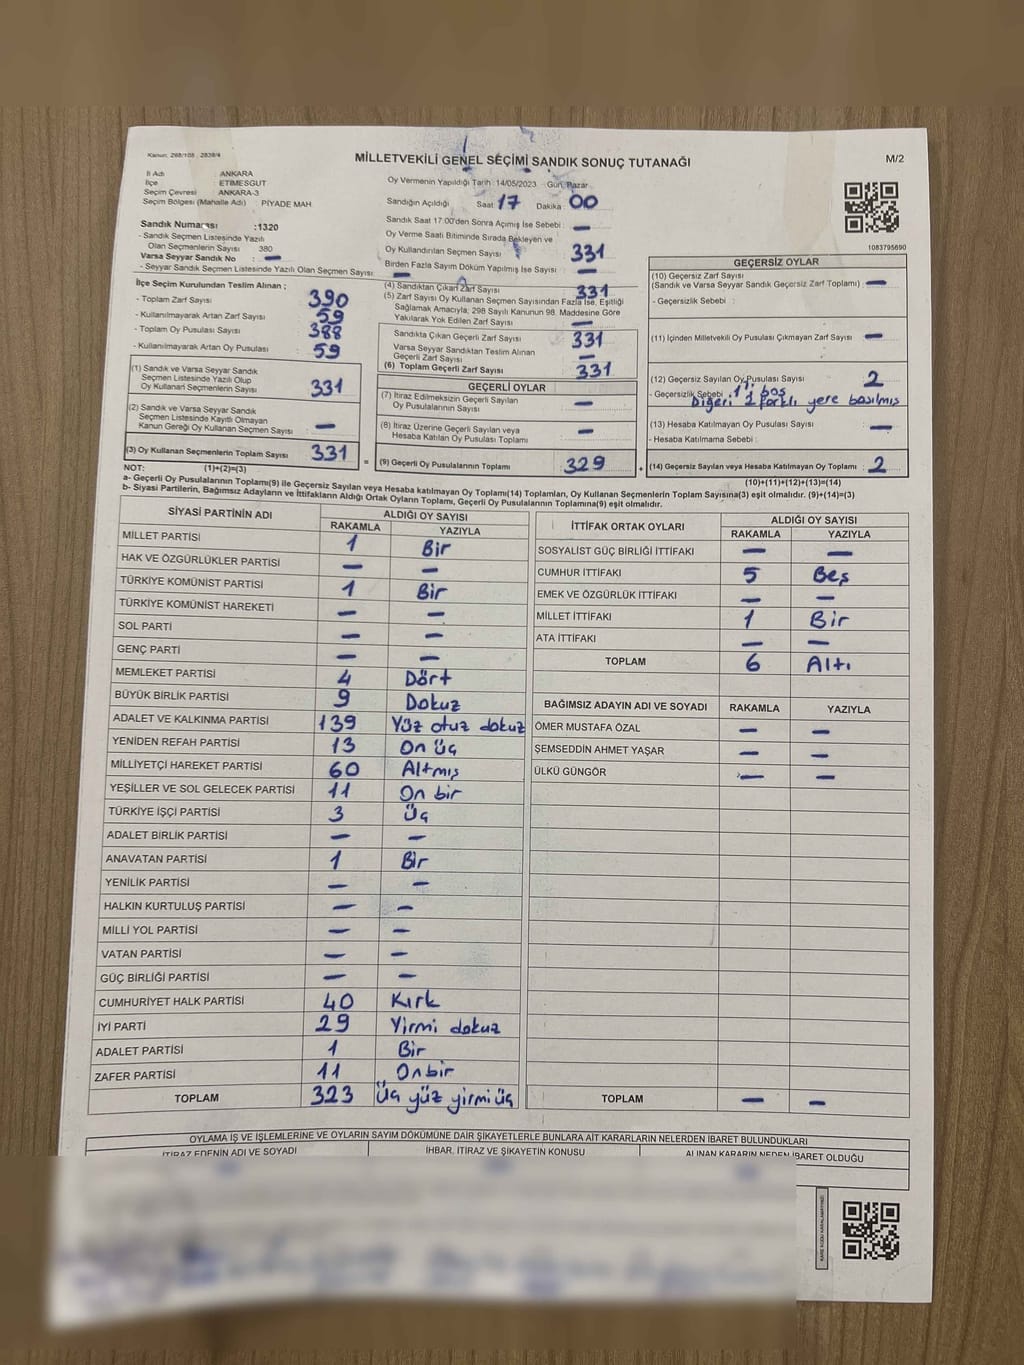 Kanun: 298/105 , 2839/4
MİLLETVEKİLİ GENEL SEÇİMİ SANDIK SONUÇ TUTANAĞI
M/2
İl Adı ANKARA
İlçe ETİMESGUT
Seçim Çevresi ANKARA-3
Seçim Bölgesi (Mahalle Adı) : PİYADE MAH
Sandık Numarası :1320
- Sandık Seçmen Listesinde Yazılı
Olan Seçmenlerin Sayısı 380
Varsa Seyyar Sandık No : —
- Seyyar Sandık Seçmen Listesinde Yazılı Olan Seçmen Sayısı: —
Oy Vermenin Yapıldığı Tarih : 14/05/2023 Gün: Pazar
Sandığın Açıldığı Saat 17 Dakika 00
Sandık Saat 17:00'den Sonra Açımış İse Sebebi : —
Oy Verme Saati Bitiminde Sırada Bekleyen ve
Oy Kullandırılan Seçmen Sayısı 331
Birden Fazla Sayım Döküm Yapılmış İse Sayısı : —
1083795690
İlçe Seçim Kurulundan Teslim Alınan ;
- Toplam Zarf Sayısı : 390
- Kullanılmayarak Artan Zarf Sayısı : 59
- Toplam Oy Pusulası Sayısı : 388
- Kullanılmayarak Artan Oy Pusulası : 59
(1) Sandık ve Varsa Seyyar Sandık
Seçmen Listesinde Yazılı Olup
Oy Kullanan Seçmenlerin Sayısı 331
(2) Sandık ve Varsa Seyyar Sandık
Seçmen Listesinde Kayıtlı Olmayan
Kanun Gereği Oy Kullanan Seçmen Sayısı —
(3) Oy Kullanan Seçmenlerin Toplam Sayısı 331
(4) Sandıktan Çıkan Zarf Sayısı 331
(5) Zarf Sayısı Oy Kullanan Seçmen Sayısından Fazla İse, Eşitliği
Sağlamak Amacıyla; 298 Sayılı Kanunun 98. Maddesine Göre
Yakılarak Yok Edilen Zarf Sayısı : —
Sandıkta Çıkan Geçerli Zarf Sayısı 331
Varsa Seyyar Sandıktan Teslim Alınan
Geçerli Zarf Sayısı —
(6) Toplam Geçerli Zarf Sayısı : 331
GEÇERLİ OYLAR
(7) İtiraz Edilmeksizin Geçerli Sayılan
Oy Pusulalarının Sayısı —
(8) İtiraz Üzerine Geçerli Sayılan veya
Hesaba Katılan Oy Pusulası Toplamı —
= (9) Geçerli Oy Pusulalarının Toplamı 329 +
GEÇERSİZ OYLAR
(10) Geçersiz Zarf Sayısı
(Sandık ve Varsa Seyyar Sandık Geçersiz Zarf Toplamı) : —
- Geçersizlik Sebebi :
(11) İçinden Milletvekili Oy Pusulası Çıkmayan Zarf Sayısı : —
(12) Geçersiz Sayılan Oy Pusulası Sayısı : 2
- Geçersizlik Sebebi : 1'i boş
Diğeri 2 farklı yere basılmış
(13) Hesaba Katılmayan Oy Pusulası Sayısı : —
- Hesaba Katılmama Sebebi :
(14) Geçersiz Sayılan veya Hesaba Katılmayan Oy Toplamı : 2
NOT: (1)+(2)=(3)
(10)+(11)+(12)+(13)=(14)
a- Geçerli Oy Pusulalarının Toplamı(9) ile Geçersiz Sayılan veya Hesaba katılmayan Oy Toplamı(14) Toplamları, Oy Kullanan Seçmenlerin Toplam Sayısına(3) eşit olmalıdır. (9)+(14)=(3)
b- Siyasi Partilerin, Bağımsız Adayların ve İttifakların Aldığı Ortak Oyların Toplamı, Geçerli Oy Pusulalarının Toplamına(9) eşit olmalıdır.
SİYASİ PARTİNİN ADI ALDIĞI OY SAYISI
RAKAMLA YAZIYLA
MİLLET PARTİSİ 1 Bir
HAK VE ÖZGÜRLÜKLER PARTİSİ — —
TÜRKİYE KOMÜNİST PARTİSİ 1 Bir
TÜRKİYE KOMÜNİST HAREKETİ — —
SOL PARTİ — —
GENÇ PARTİ — —
MEMLEKET PARTİSİ 4 Dört
BÜYÜK BİRLİK PARTİSİ 9 Dokuz
ADALET VE KALKINMA PARTİSİ 139 Yüz otuz dokuz
YENİDEN REFAH PARTİSİ 13 On üç
MİLLİYETÇİ HAREKET PARTİSİ 60 Altmış
YEŞİLLER VE SOL GELECEK PARTİSİ 11 On bir
TÜRKİYE İŞÇİ PARTİSİ 3 Üç
ADALET BİRLİK PARTİSİ — —
ANAVATAN PARTİSİ 1 Bir
YENİLİK PARTİSİ — —
HALKIN KURTULUŞ PARTİSİ — —
MİLLİ YOL PARTİSİ — —
VATAN PARTİSİ — —
GÜÇ BİRLİĞİ PARTİSİ — —
CUMHURİYET HALK PARTİSİ 40 Kırk
İYİ PARTİ 29 Yirmi dokuz
ADALET PARTİSİ 1 Bir
ZAFER PARTİSİ 11 On bir
TOPLAM 323 Üç yüz yirmi üç
İTTİFAK ORTAK OYLARI ALDIĞI OY SAYISI
RAKAMLA YAZIYLA
SOSYALİST GÜÇ BİRLİĞİ İTTİFAKI — —
CUMHUR İTTİFAKI 5 Beş
EMEK VE ÖZGÜRLÜK İTTİFAKI — —
MİLLET İTTİFAKI 1 Bir
ATA İTTİFAKI — —
TOPLAM 6 Altı
BAĞIMSIZ ADAYIN ADI VE SOYADI RAKAMLA YAZIYLA
ÖMER MUSTAFA ÖZAL — —
ŞEMSEDDİN AHMET YAŞAR — —
ÜLKÜ GÜNGÖR — —
TOPLAM — —
OYLAMA İŞ VE İŞLEMLERİNE VE OYLARIN SAYIM DÖKÜMÜNE DAİR ŞİKAYETLERLE BUNLARA AİT KARARLARIN NELERDEN İBARET BULUNDUKLARI
İTİRAZ EDENİN ADI VE SOYADI İHBAR, İTİRAZ VE ŞİKAYETİN KONUSU ALINAN KARARIN NEDEN İBARET OLDUĞU
KARE KODU KARALAMAYINIZ!